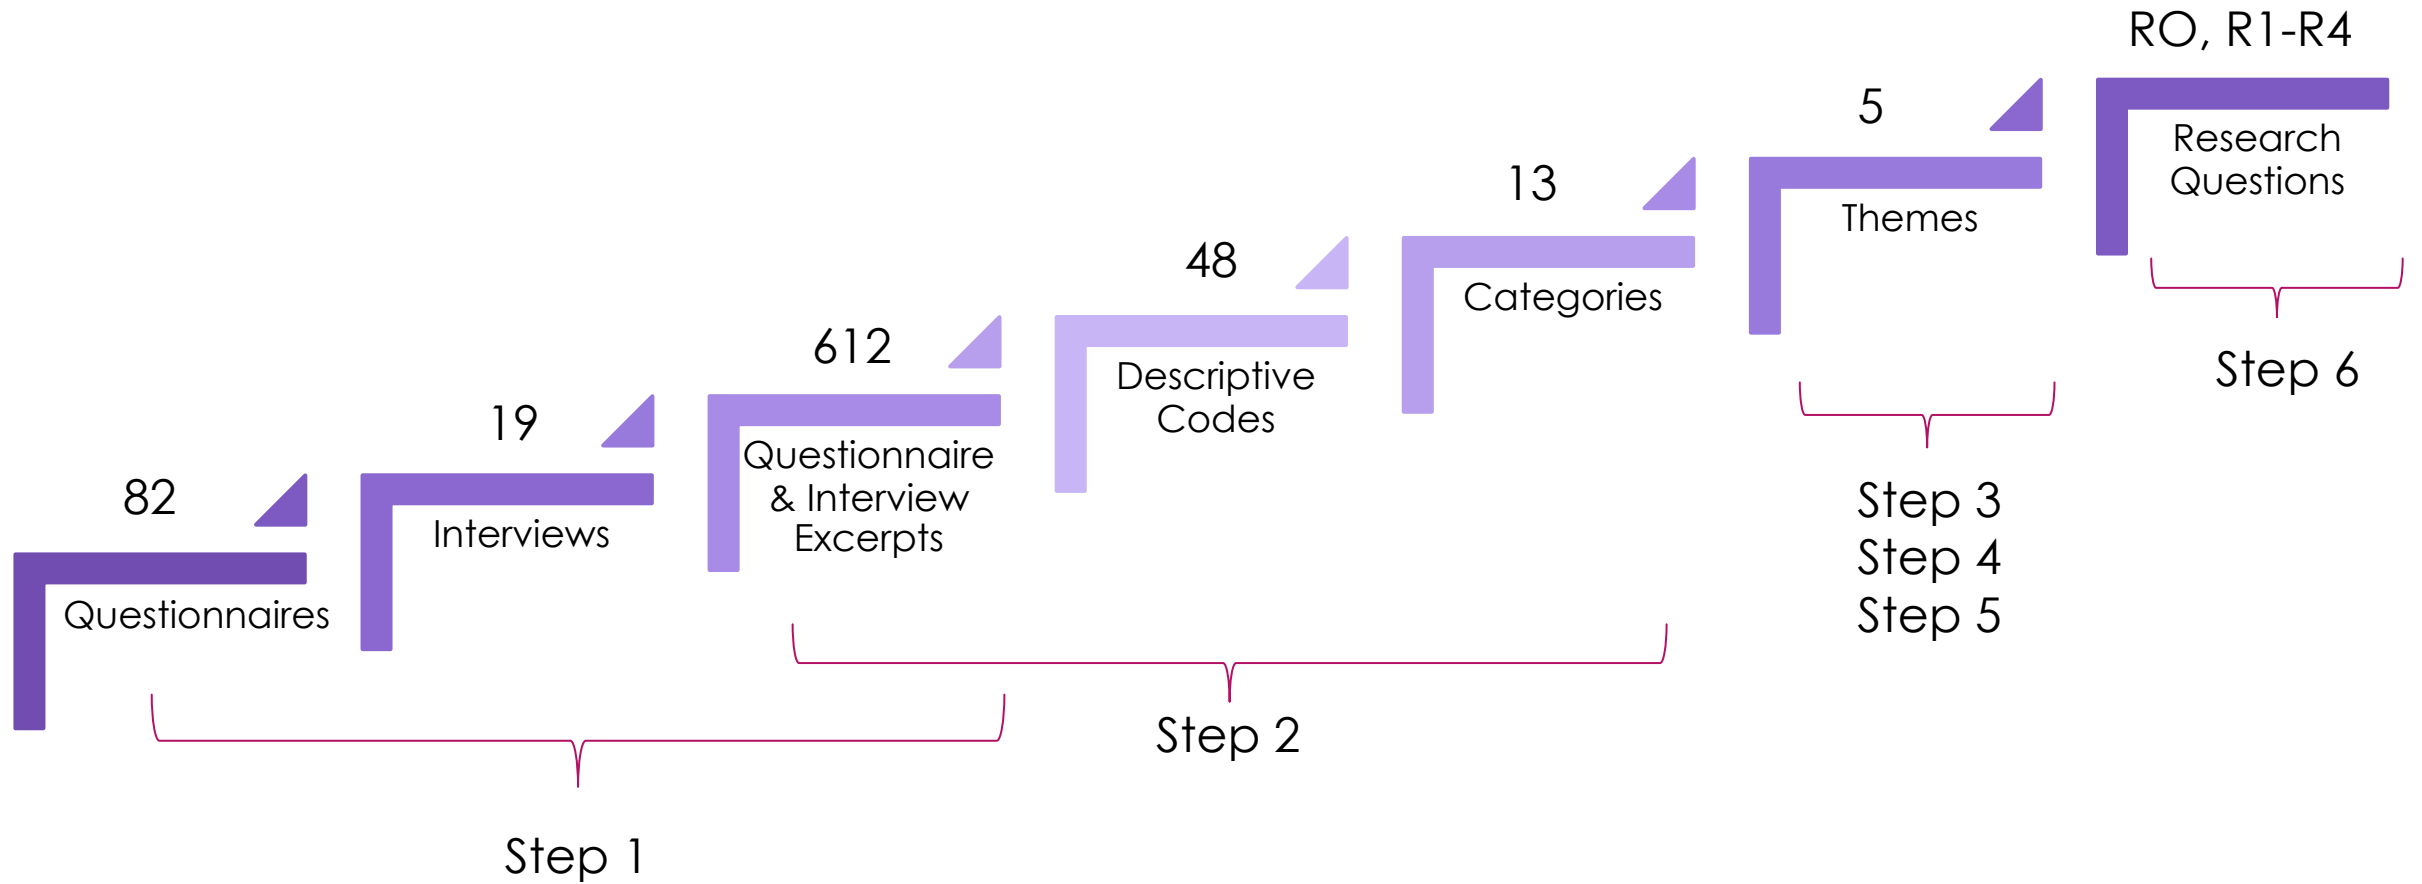 RO, R1-R4
Research
Questions
5
Themes
13
Categories
48
Descriptive
Codes
612
Questionnaire
& Interview
Excerpts
19
Interviews
82
Questionnaires
Step 1
Step 2
Step 3
Step 4
Step 5
Step 6